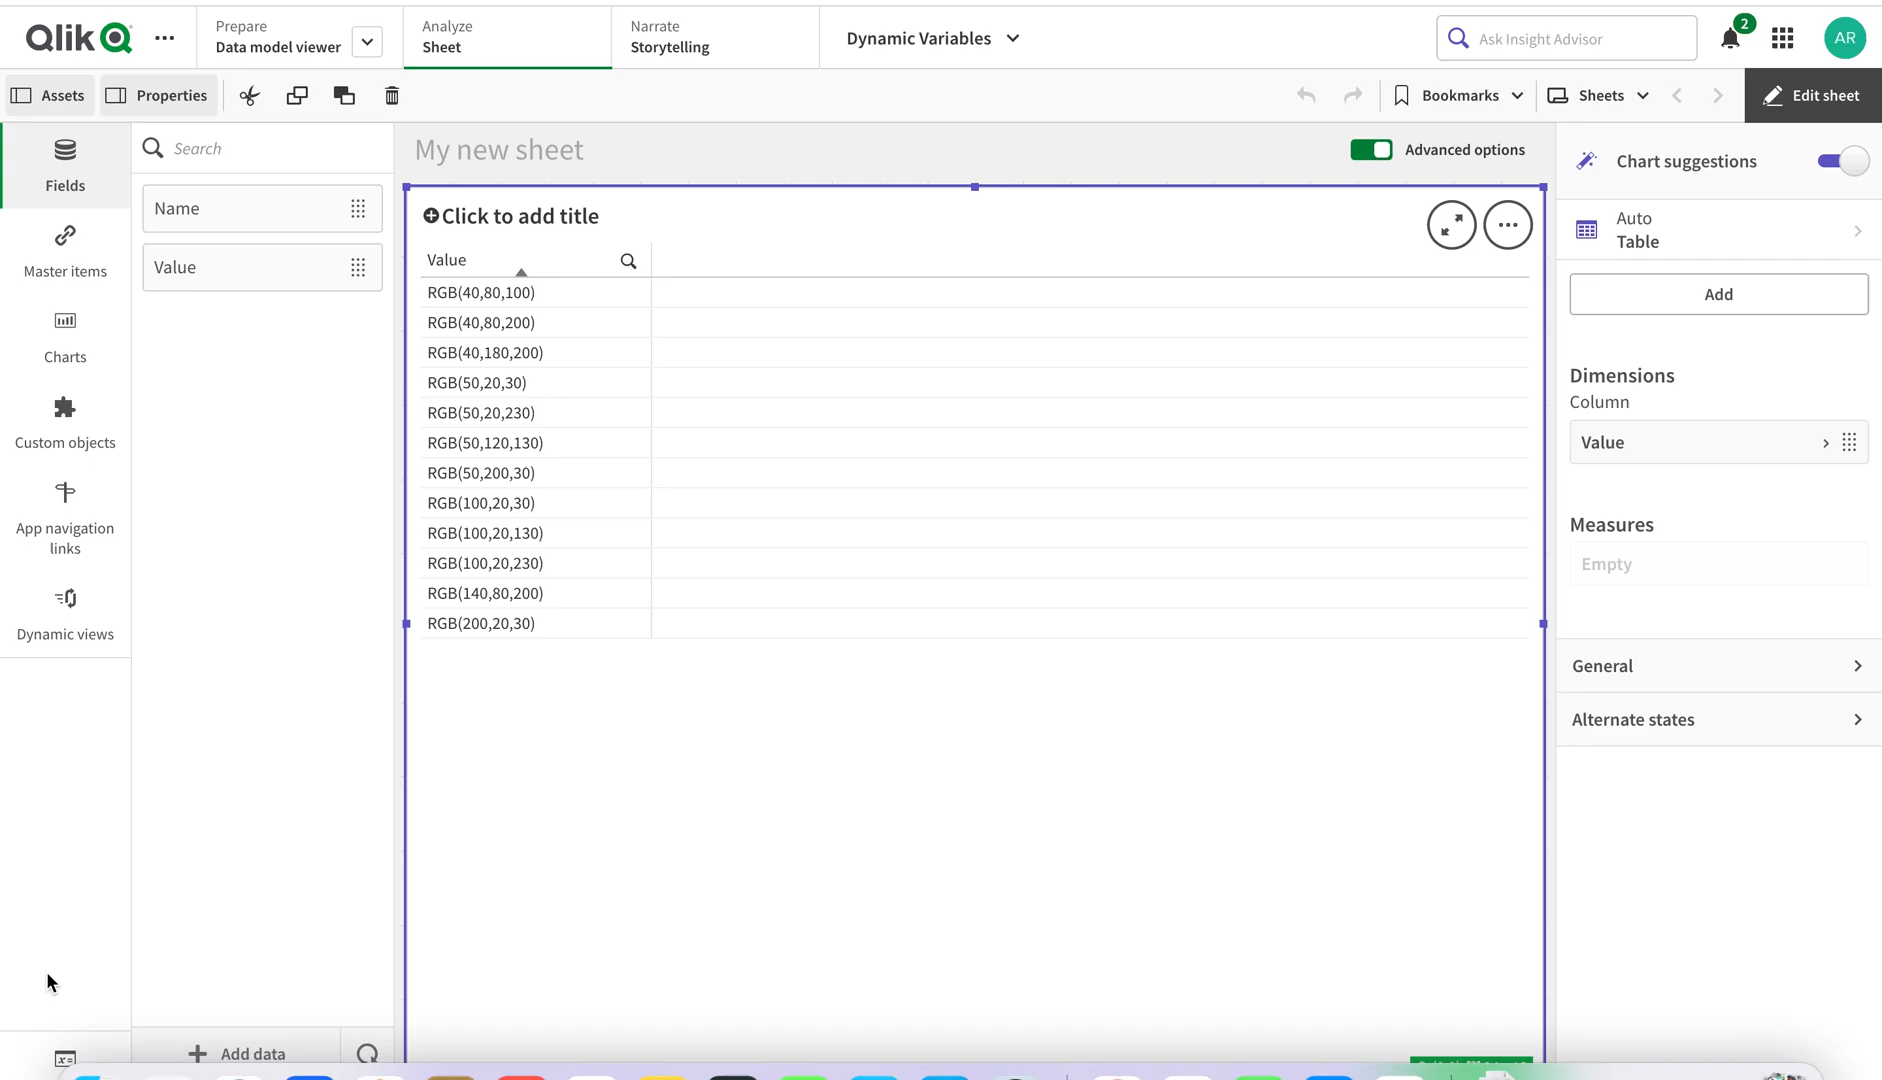 Qlik
Prepare
Data model viewer
Analyze
Sheet
Narrate
Storytelling
Dynamic Variables
Ask Insight Advisor
2
AR
Assets
Properties
Bookmarks
Sheets
Edit sheet
Fields
Master items
Charts
Custom objects
App navigation
links
Dynamic views
Search
Name
Value
Add data
My new sheet
Advanced options
Click to add title
Value
RGB(40,80,100)
RGB(40,80,200)
RGB(40,180,200)
RGB(50,20,30)
RGB(50,20,230)
RGB(50,120,130)
RGB(50,200,30)
RGB(100,20,30)
RGB(100,20,130)
RGB(100,20,230)
RGB(140,80,200)
RGB(200,20,30)
Chart suggestions
Auto
Table
Add
Dimensions
Column
Value
Measures
Empty
General
Alternate states